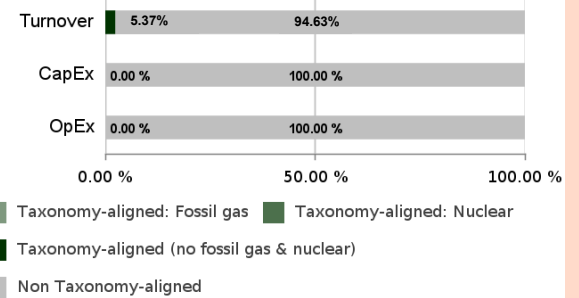 Turnover 5.37% 94.63%
CapEx 0.00 % 100.00 %
OpEx 0.00 % 100.00 %
0.00 % 50.00 % 100.00 %
Taxonomy-aligned: Fossil gas Taxonomy-aligned: Nuclear
Taxonomy-aligned (no fossil gas & nuclear)
Non Taxonomy-aligned